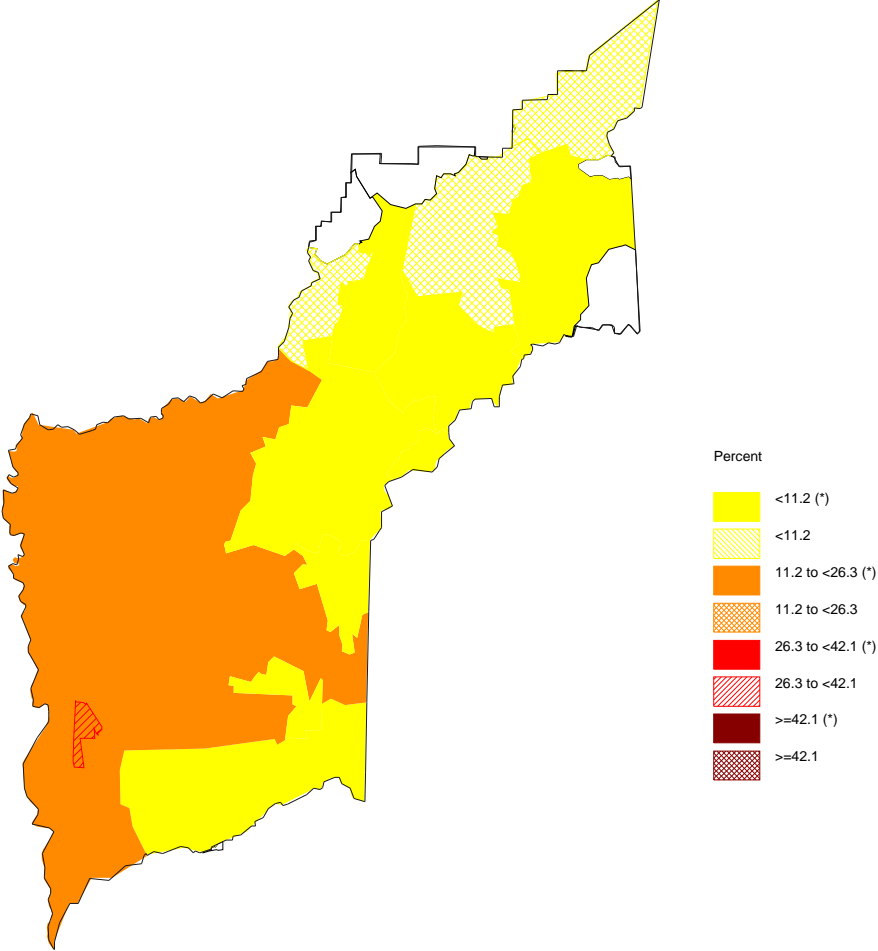 Percent
<11.2 (*)
<11.2
11.2 to <26.3 (*)
11.2 to <26.3
26.3 to <42.1 (*)
26.3 to <42.1
>=42.1 (*)
>=42.1